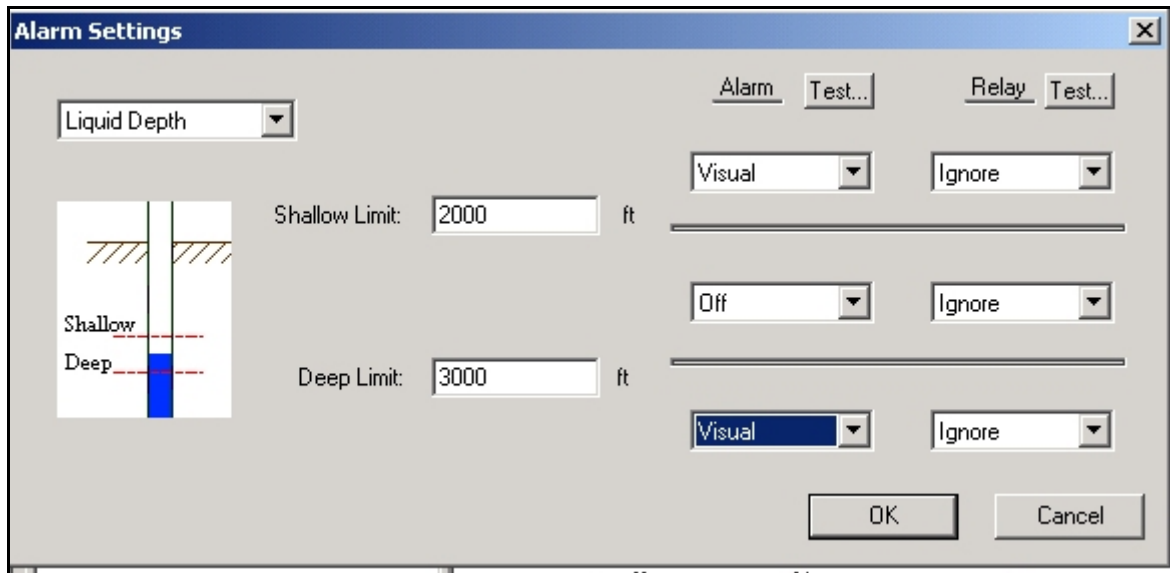 Alarm Settings
Alarm Test... Relay Test...
Liquid Depth
Visual Ignore
Shallow Limit: 2000 ft
Off Ignore
Shallow
Deep
Deep Limit: 3000 ft
Visual Ignore
OK Cancel